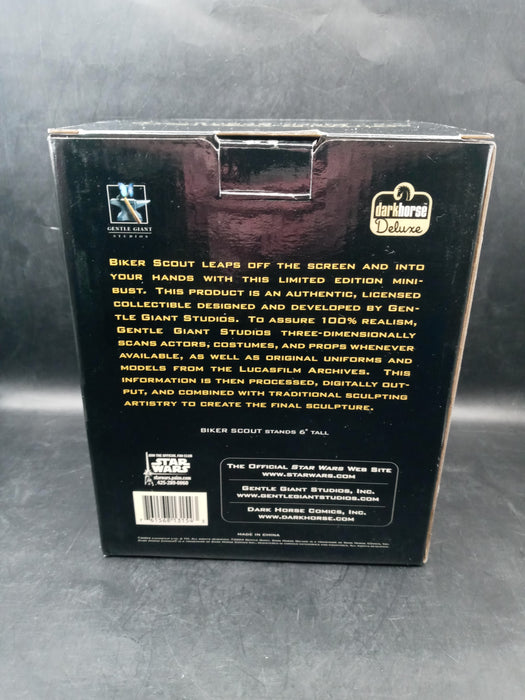 GENTLE GIANT
STUDIOS
darkhorse™
Deluxe
BIKER SCOUT LEAPS OFF THE SCREEN AND INTO
YOUR HANDS WITH THIS LIMITED EDITION MINI-
BUST. THIS PRODUCT IS AN AUTHENTIC, LICENSED
COLLECTIBLE DESIGNED AND DEVELOPED BY GEN-
TLE GIANT STUDIOS. TO ASSURE 100% REALISM,
GENTLE GIANT STUDIOS THREE-DIMENSIONALLY
SCANS ACTORS, COSTUMES, AND PROPS WHENEVER
AVAILABLE, AS WELL AS ORIGINAL UNIFORMS AND
MODELS FROM THE LUCASFILM ARCHIVES. THIS
INFORMATION IS THEN PROCESSED, DIGITALLY OUT-
PUT, AND COMBINED WITH TRADITIONAL SCULPTING
ARTISTRY TO CREATE THE FINAL SCULPTURE.
BIKER SCOUT STANDS 6" TALL
JOIN THE OFFICIAL FAN CLUB
STAR
WARS
THE OFFICIAL STAR WARS WEB SITE
WWW.STARWARS.COM
GENTLE GIANT STUDIOS, INC.
WWW.GENTLEGIANTSTUDIOS.COM
DARK HORSE COMICS, INC.
WWW.DARKHORSE.COM
MADE IN CHINA